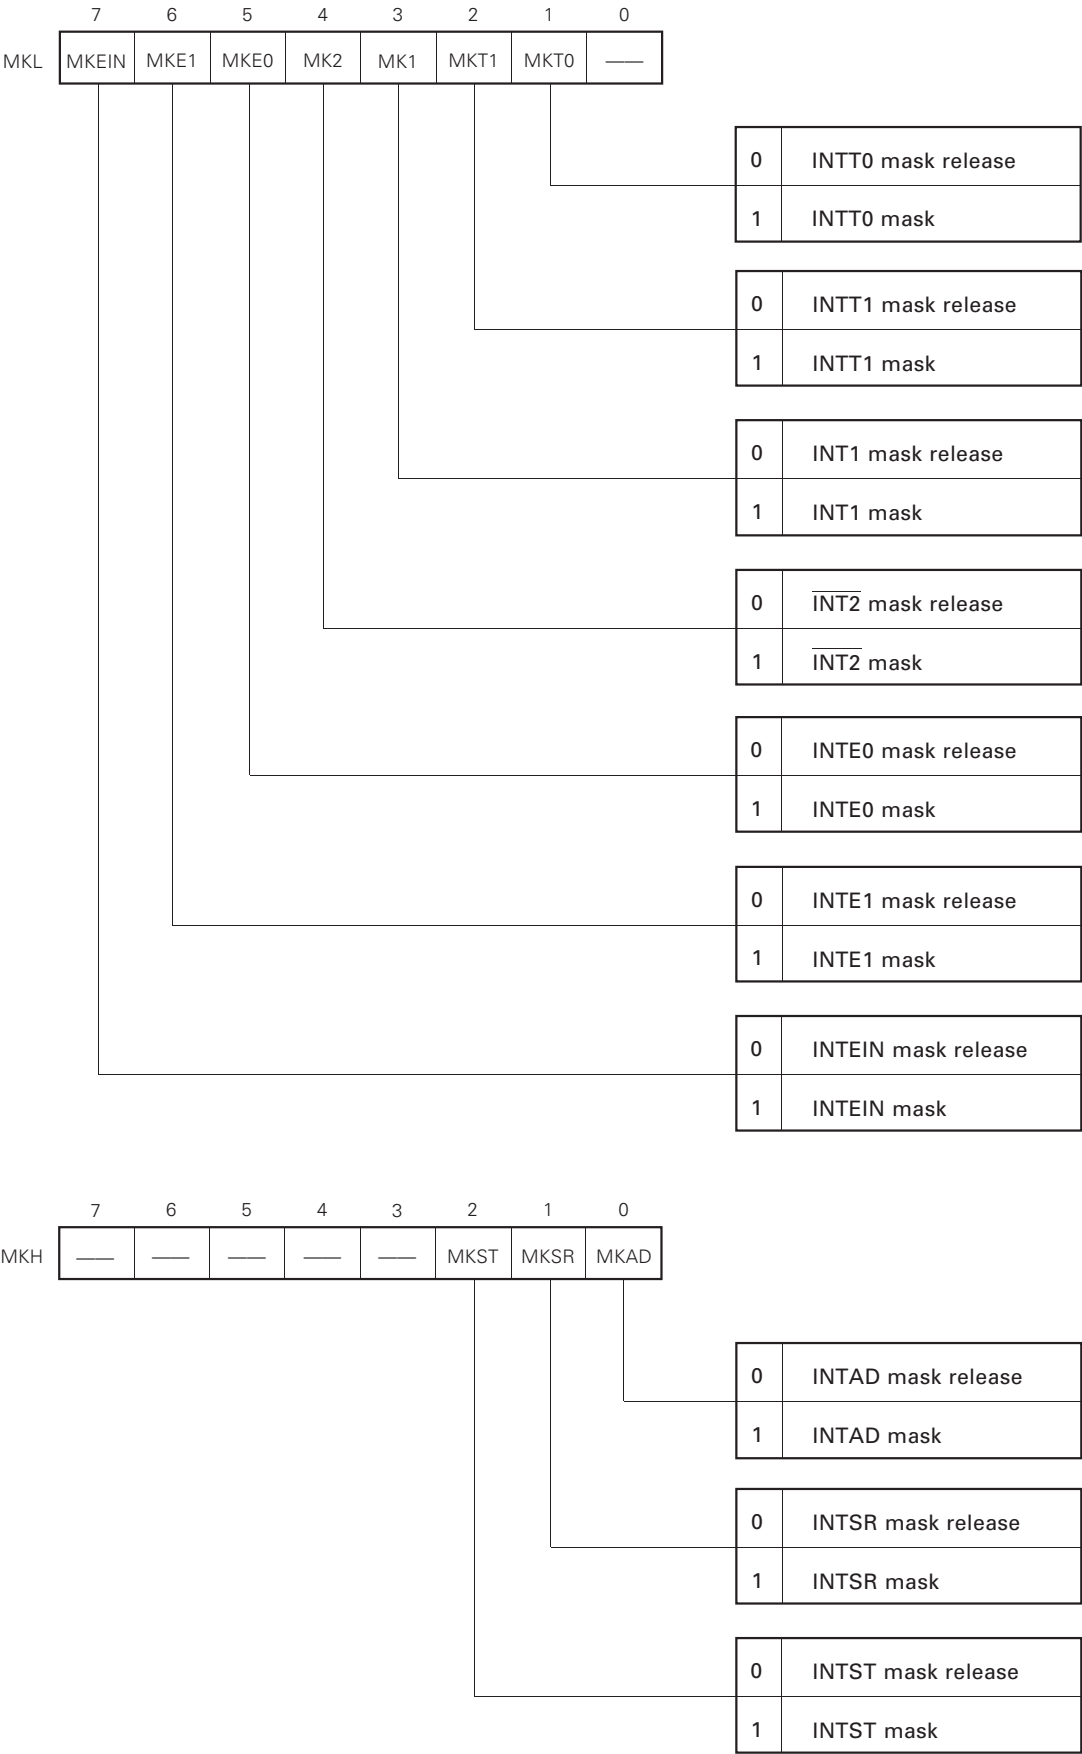 7 6 5 4 3 2 1 0
MKL MKEIN MKE1 MKE0 MK2 MK1 MKT1 MKT0 ——
0 INTT0 mask release
1 INTT0 mask
0 INTT1 mask release
1 INTT1 mask
0 INT1 mask release
1 INT1 mask
0 I̅N̅T̅2̅ mask release
1 I̅N̅T̅2̅ mask
0 INTE0 mask release
1 INTE0 mask
0 INTE1 mask release
1 INTE1 mask
0 INTEIN mask release
1 INTEIN mask
7 6 5 4 3 2 1 0
MKH —— —— —— —— —— MKST MKSR MKAD
0 INTAD mask release
1 INTAD mask
0 INTSR mask release
1 INTSR mask
0 INTST mask release
1 INTST mask